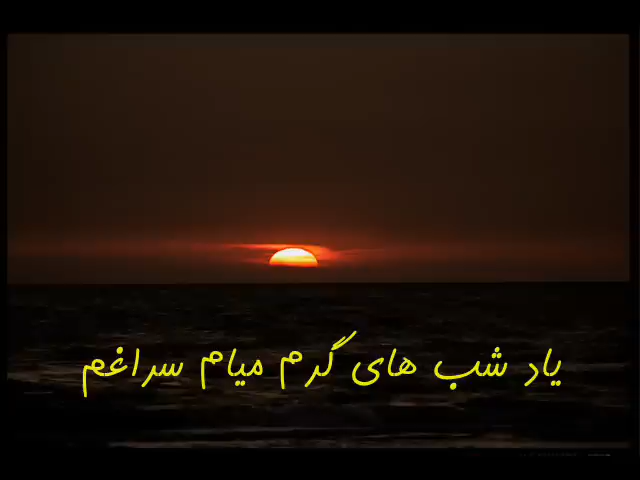 یاد شب های گرم میام سراغم